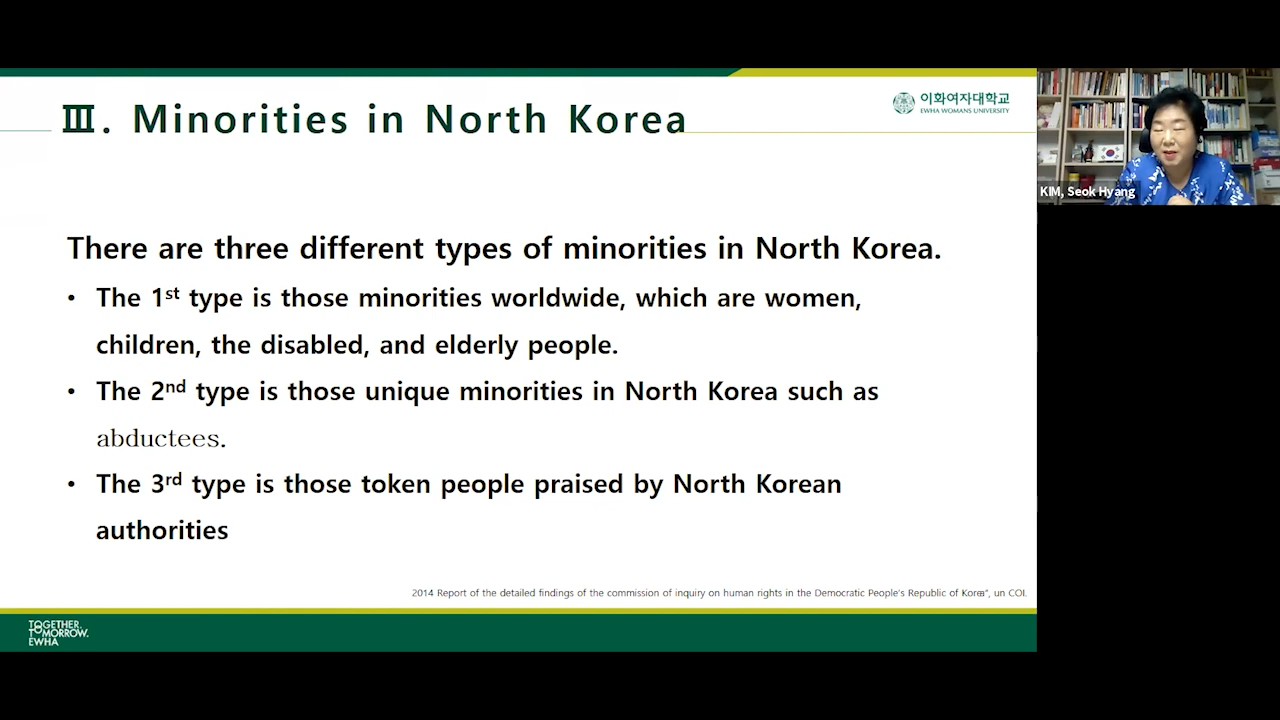 Ⅲ. Minorities in North Korea
이화여자대학교
EWHA WOMANS UNIVERSITY
KIM, Seok Hyang
There are three different types of minorities in North Korea.
• The 1st type is those minorities worldwide, which are women,
children, the disabled, and elderly people.
• The 2nd type is those unique minorities in North Korea such as
abductees.
• The 3rd type is those token people praised by North Korean
authorities
2014 Report of the detailed findings of the commission of inquiry on human rights in the Democratic People's Republic of Korea", un COI.
TOGETHER.
TOMORROW.
EWHA